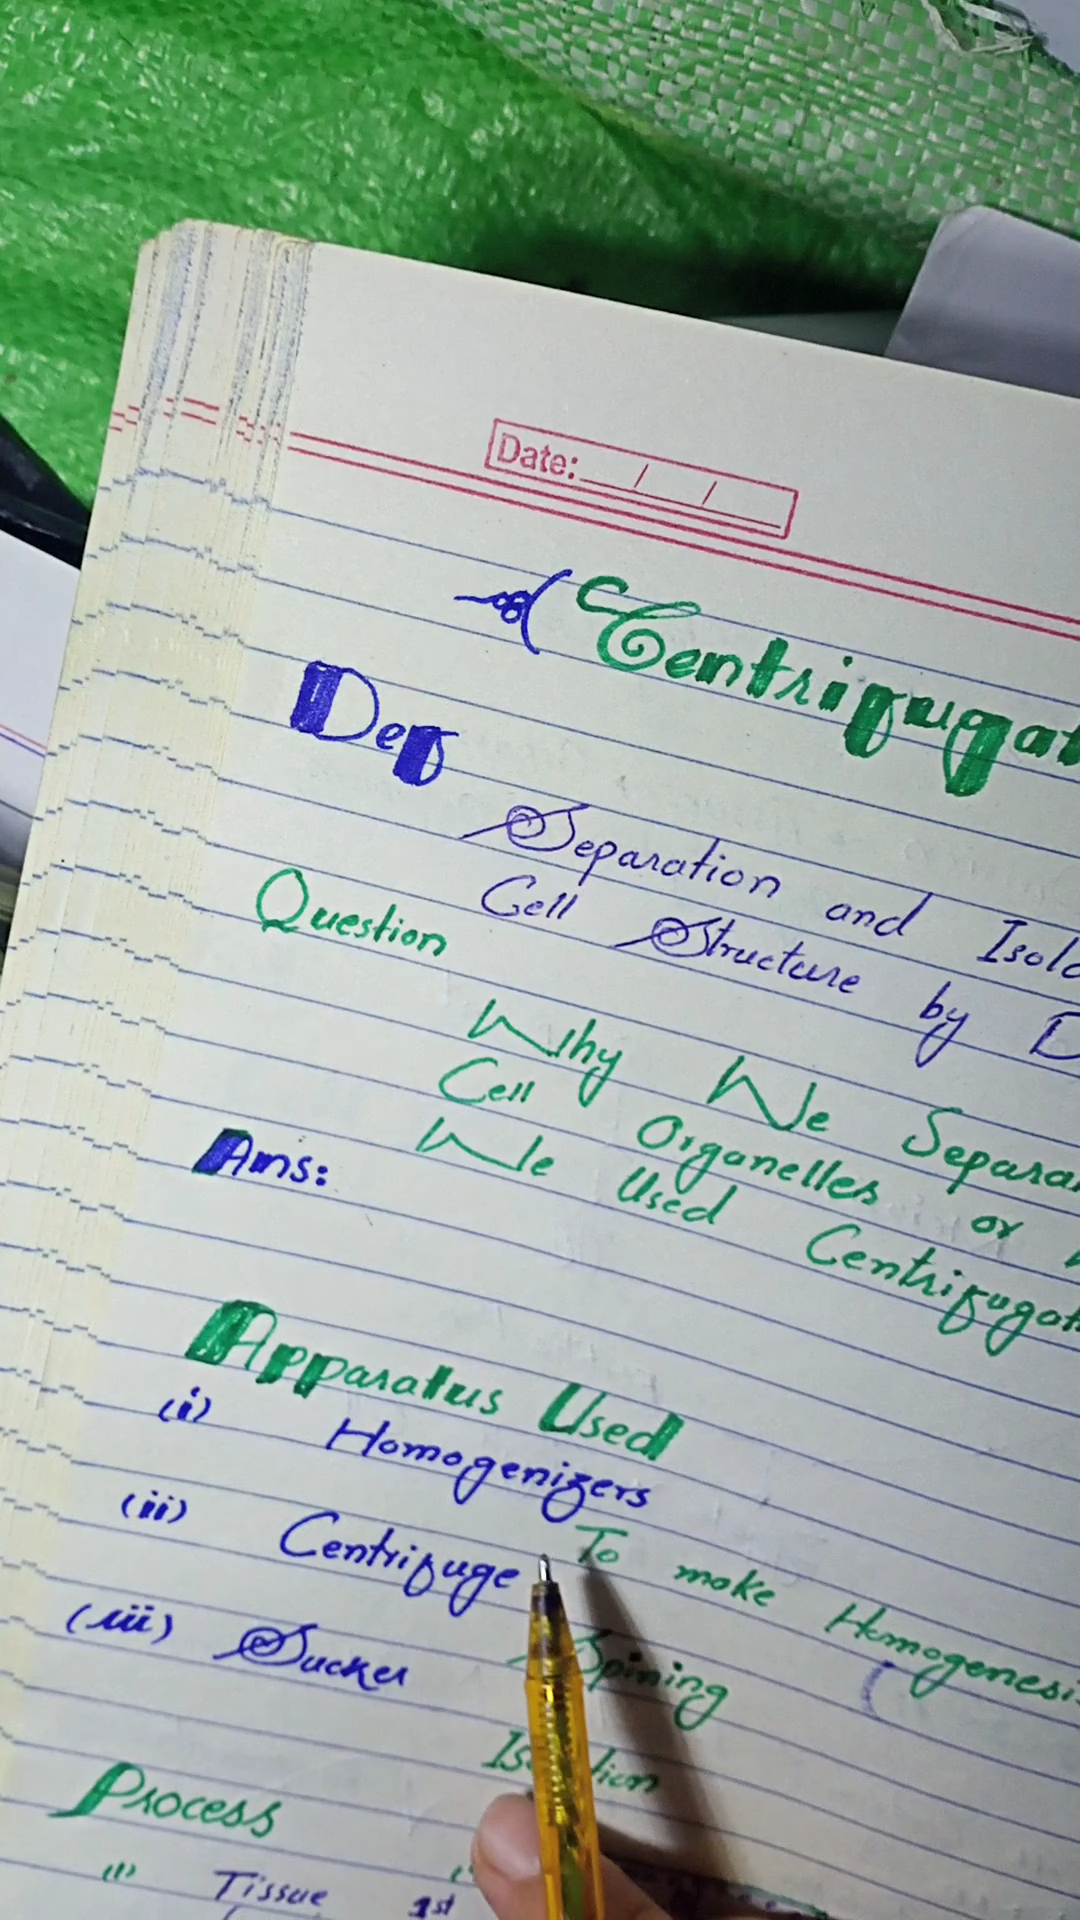 Date:
Centrifugat
Def
Separation and Isola
Cell Structure by D
Question
Why We Separa
Cell Organelles or
We Used Centrifugat
Ans:
Apparatus Used
(i) Homogenizers
To make Homogenesi
(ii) Centrifuge
Spining
(iii) Sucker
Process
(i) Tissue 1st